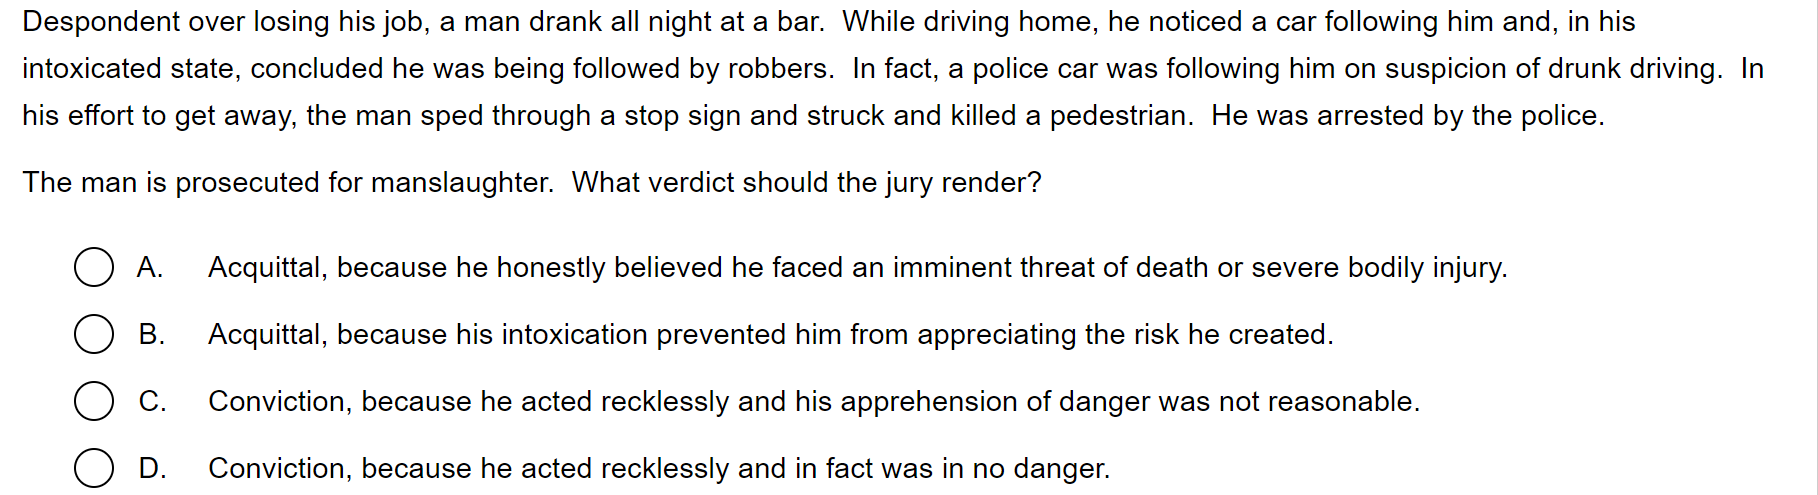 Despondent over losing his job, a man drank all night at a bar.  While driving home, he noticed a car following him and, in his
intoxicated state, concluded he was being followed by robbers.  In fact, a police car was following him on suspicion of drunk driving.  In
his effort to get away, the man sped through a stop sign and struck and killed a pedestrian.  He was arrested by the police.
The man is prosecuted for manslaughter.  What verdict should the jury render?
A. Acquittal, because he honestly believed he faced an imminent threat of death or severe bodily injury.
B. Acquittal, because his intoxication prevented him from appreciating the risk he created.
C. Conviction, because he acted recklessly and his apprehension of danger was not reasonable.
D. Conviction, because he acted recklessly and in fact was in no danger.